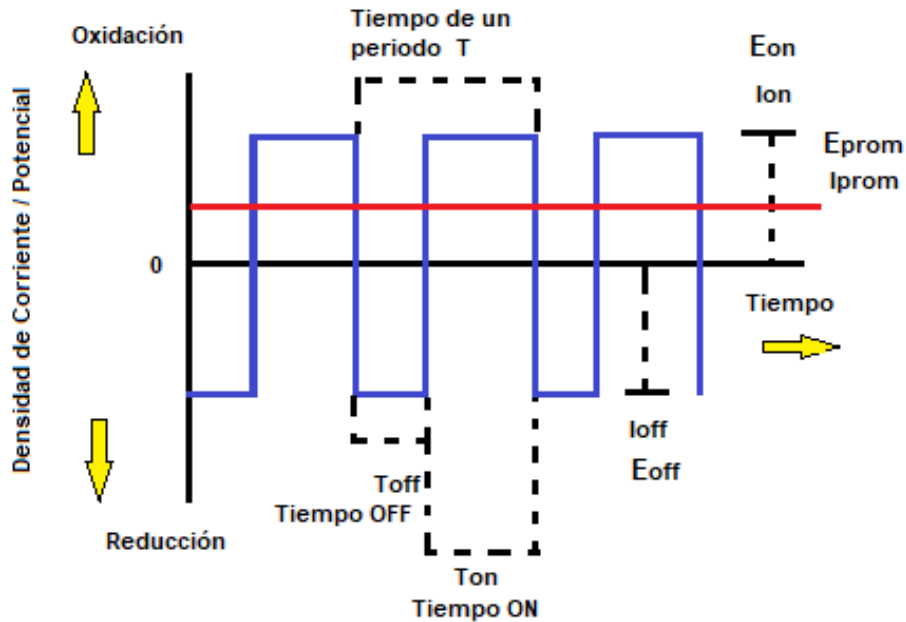 Oxidación
Tiempo de un
periodo T
Eon
Ion
Eprom
Iprom
Densidad de Corriente / Potencial
0
Tiempo
Ioff
Eoff
Toff
Tiempo OFF
Reducción
Ton
Tiempo ON